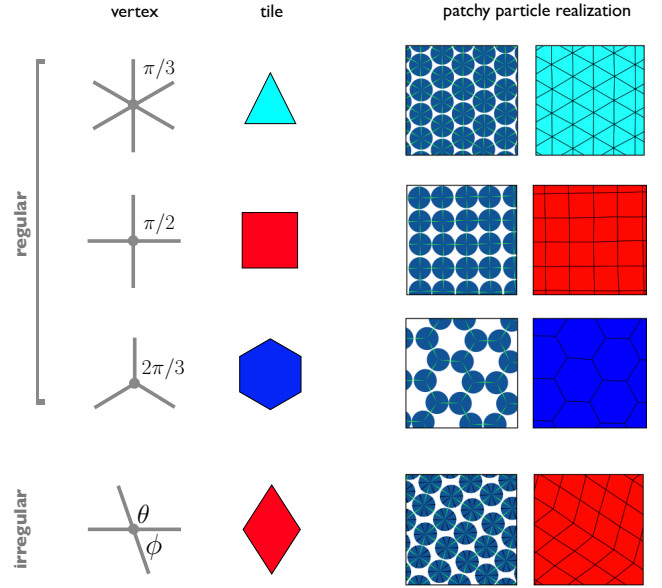 vertex tile patchy particle realization
regular
π/3
π/2
2π/3
irregular
θ
ϕ